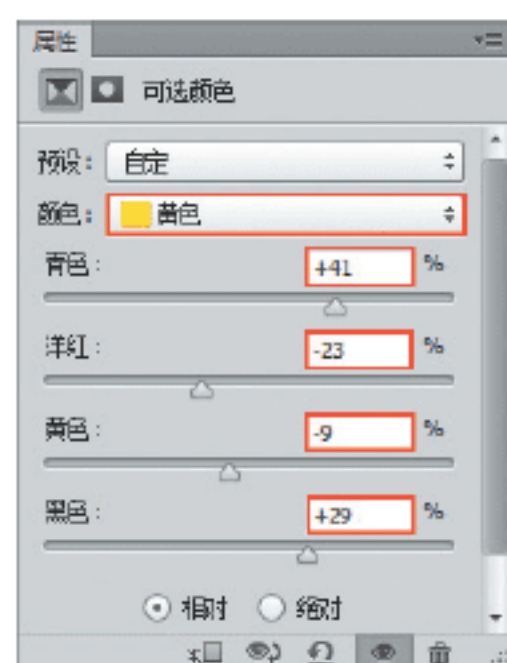 属性
可选颜色
预设： 自定
颜色： 黄色
青色： +41 %
洋红： -23 %
黄色： -9 %
黑色： +29 %
相对 绝对